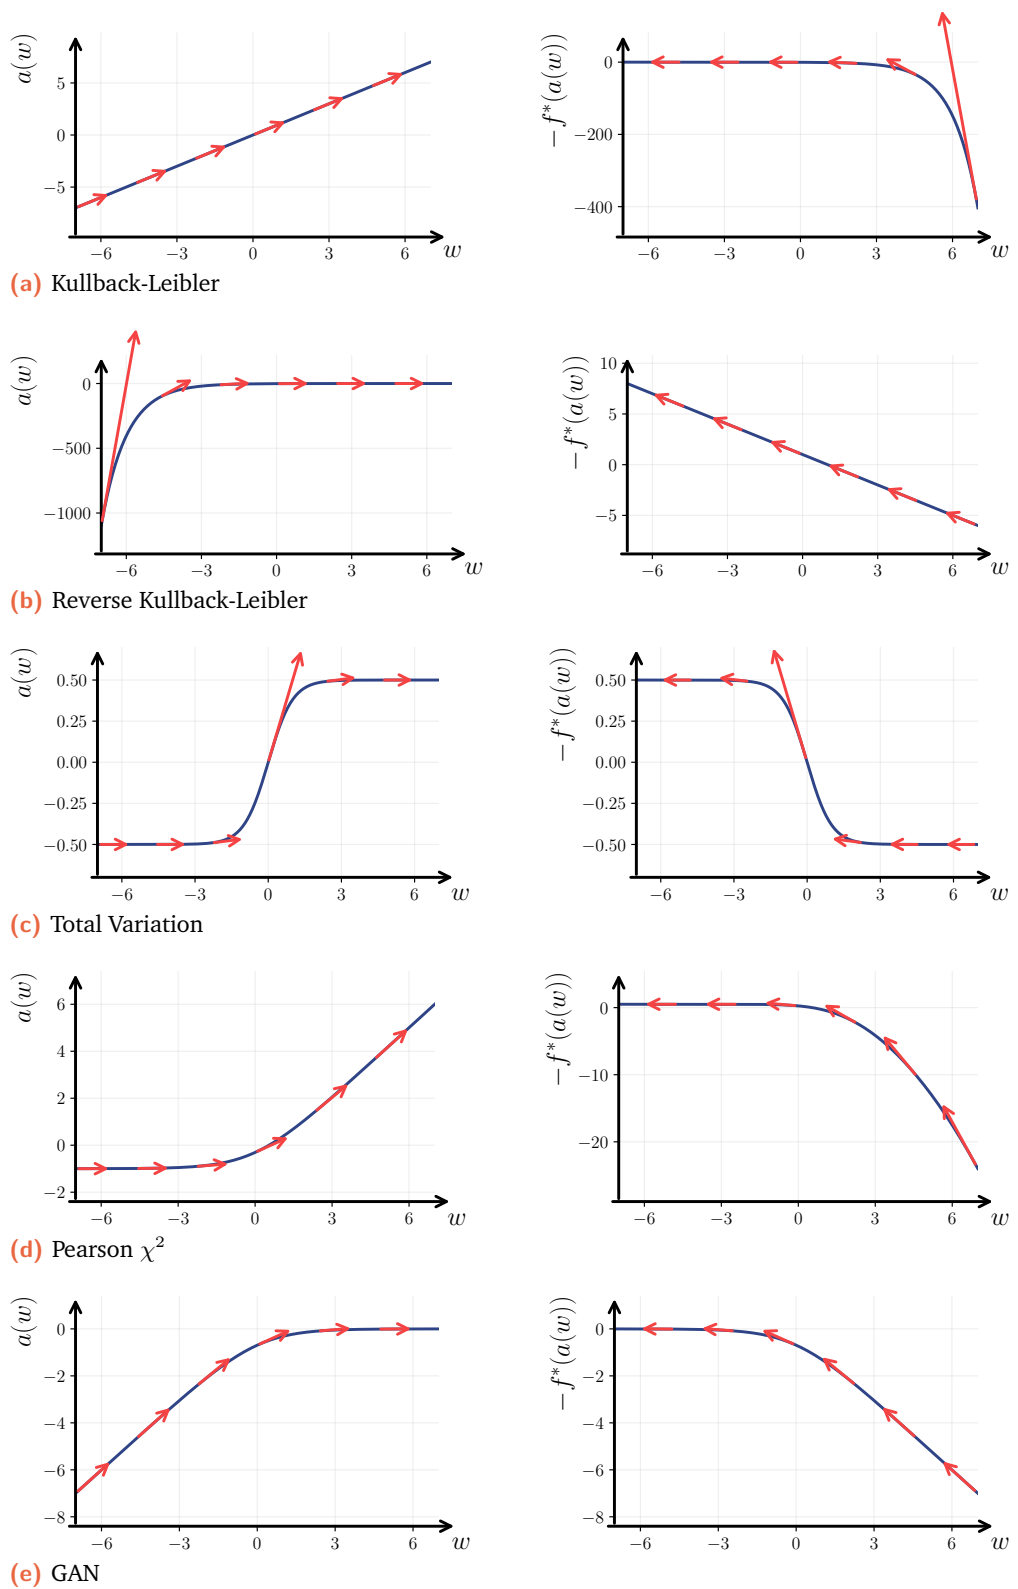 a(w)
5
0
−5
−6 −3 0 3 6 w
−f*(a(w))
0
−200
−400
−6 −3 0 3 6 w
(a) Kullback-Leibler
a(w)
0
−500
−1000
−6 −3 0 3 6 w
−f*(a(w))
10
5
0
−5
−6 −3 0 3 6 w
(b) Reverse Kullback-Leibler
a(w)
0.50
0.25
0.00
−0.25
−0.50
−6 −3 0 3 6 w
−f*(a(w))
0.50
0.25
0.00
−0.25
−0.50
−6 −3 0 3 6 w
(c) Total Variation
a(w)
6
4
2
0
−2
−6 −3 0 3 6 w
−f*(a(w))
0
−10
−20
−6 −3 0 3 6 w
(d) Pearson χ²
a(w)
0
−2
−4
−6
−8
−6 −3 0 3 6 w
−f*(a(w))
0
−2
−4
−6
−8
−6 −3 0 3 6 w
(e) GAN